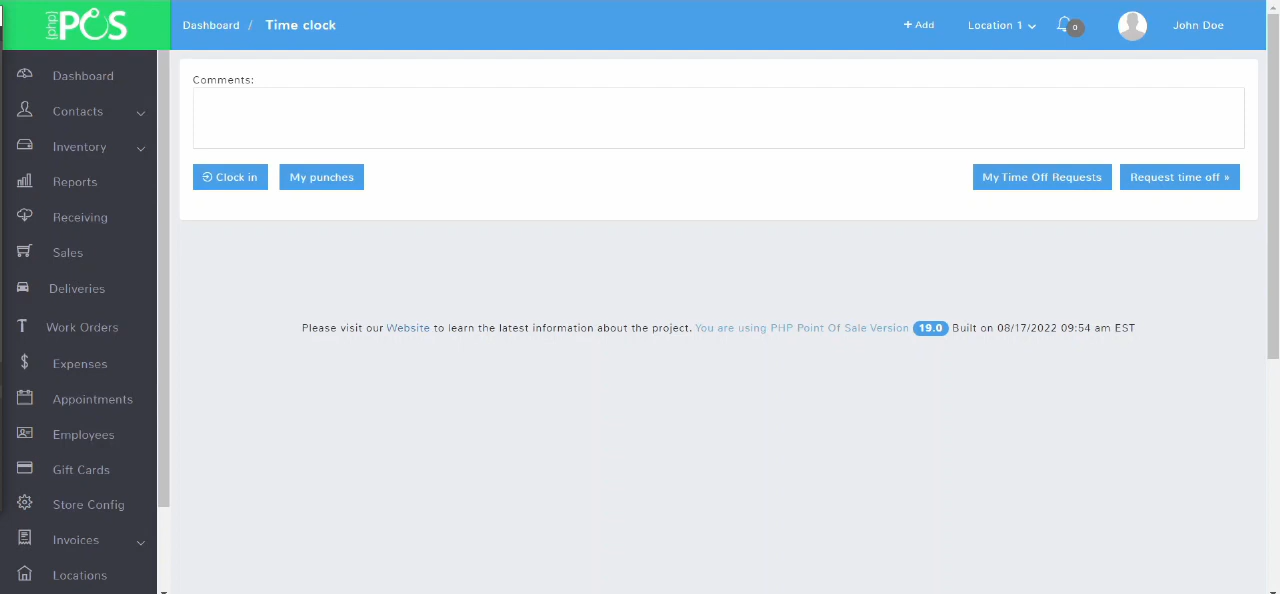 (php)
POS
Dashboard / Time clock
+ Add
Location 1
0
John Doe
Dashboard
Contacts
Inventory
Reports
Receiving
Sales
Deliveries
Work Orders
Expenses
Appointments
Employees
Gift Cards
Store Config
Invoices
Locations
Comments:
Clock in
My punches
My Time Off Requests
Request time off »
Please visit our Website to learn the latest information about the project. You are using PHP Point Of Sale Version 19.0 Built on 08/17/2022 09:54 am EST